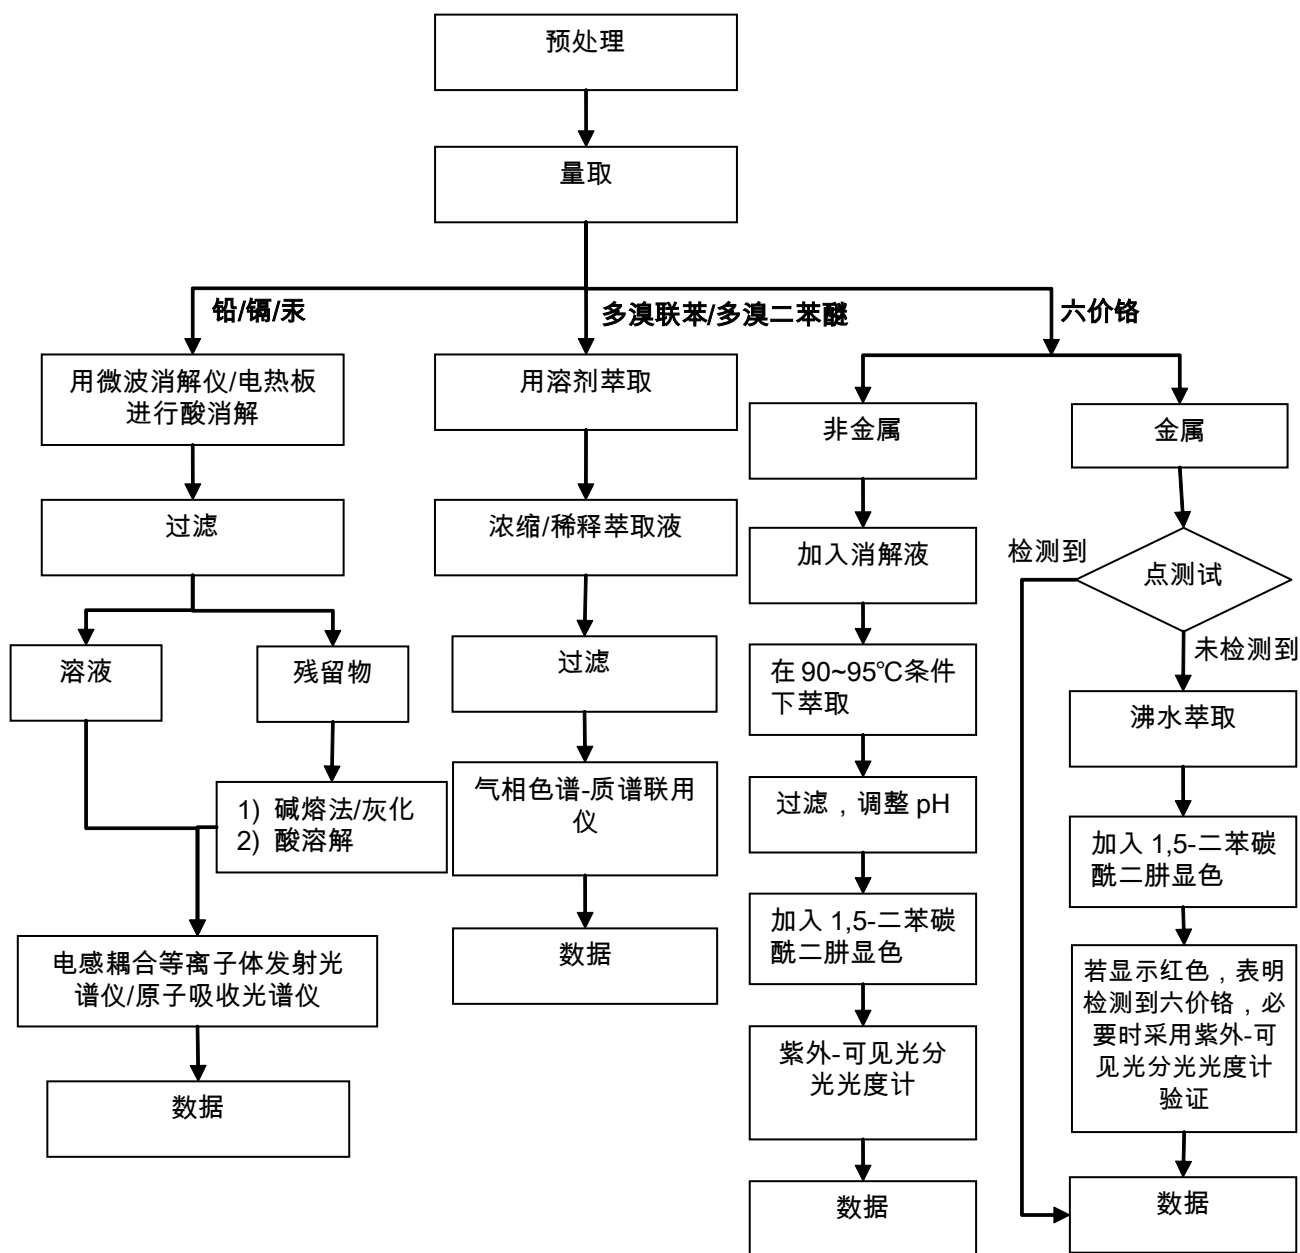 预处理
量取
铅/镉/汞
多溴联苯/多溴二苯醚
六价铬
用微波消解仪/电热板
进行酸消解
过滤
溶液
残留物
1) 碱熔法/灰化
2) 酸溶解
电感耦合等离子体发射光
谱仪/原子吸收光谱仪
数据
用溶剂萃取
浓缩/稀释萃取液
过滤
气相色谱-质谱联用
仪
数据
非金属
加入消解液
在 90~95℃条件
下萃取
过滤，调整 pH
加入 1,5-二苯碳
酰二肼显色
紫外-可见光分
光光度计
数据
金属
点测试
检测到
未检测到
沸水萃取
加入 1,5-二苯碳
酰二肼显色
若显示红色，表明
检测到六价铬，必
要时采用紫外-可
见光分光光度计
验证
数据